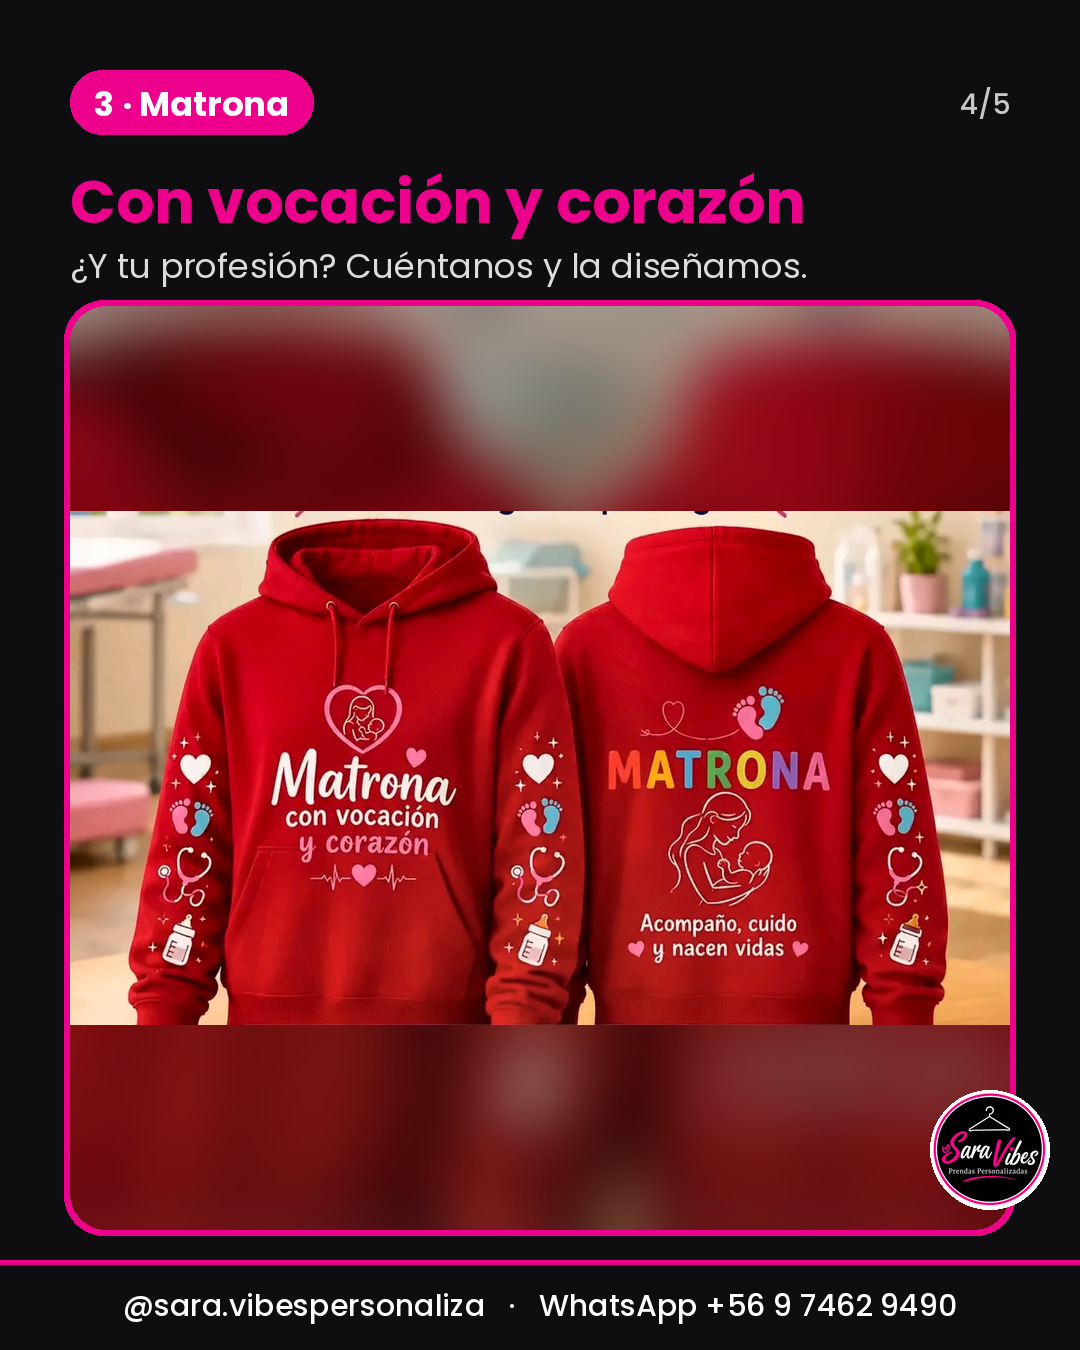 3 · Matrona
4/5
Con vocación y corazón
¿Y tu profesión? Cuéntanos y la diseñamos.
Matrona
con vocación
y corazón
MATRONA
Acompaño, cuido
y nacen vidas
Sara Vibes
Prendas Personalizadas
@sara.vibespersonaliza · WhatsApp +56 9 7462 9490